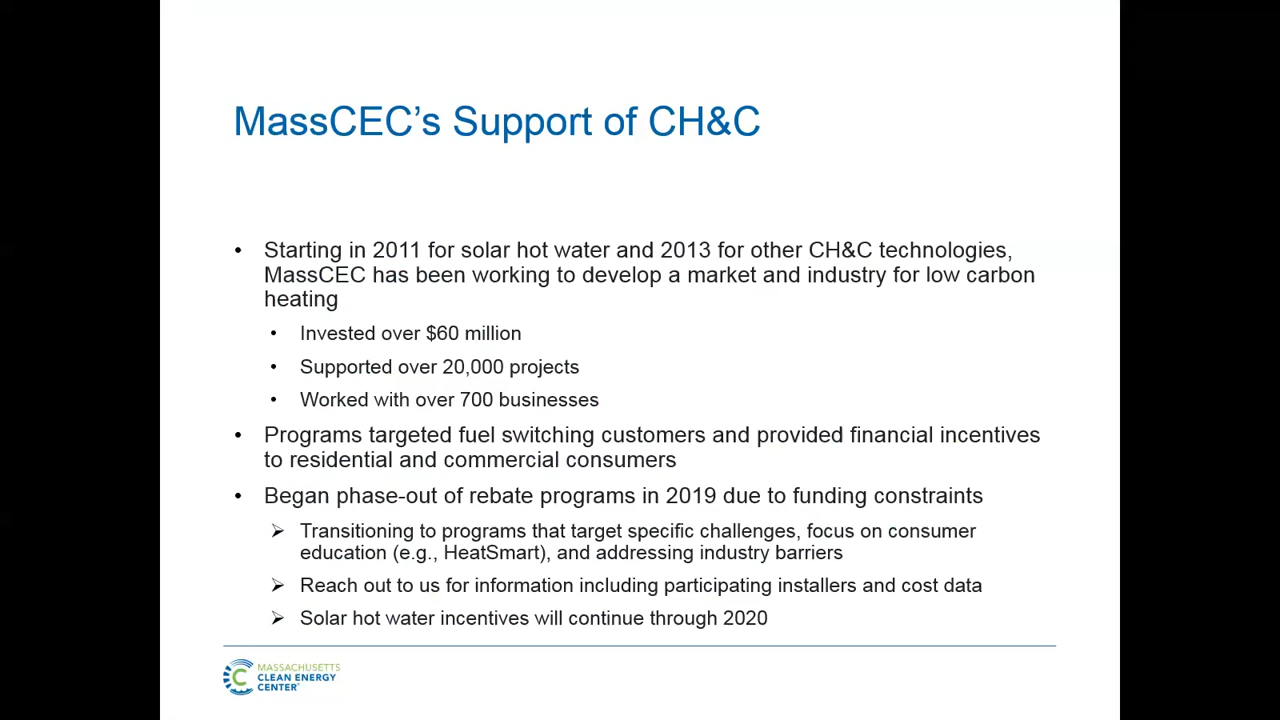 MassCEC's Support of CH&C
• Starting in 2011 for solar hot water and 2013 for other CH&C technologies,
MassCEC has been working to develop a market and industry for low carbon
heating
• Invested over $60 million
• Supported over 20,000 projects
• Worked with over 700 businesses
• Programs targeted fuel switching customers and provided financial incentives
to residential and commercial consumers
• Began phase-out of rebate programs in 2019 due to funding constraints
➢ Transitioning to programs that target specific challenges, focus on consumer
education (e.g., HeatSmart), and addressing industry barriers
➢ Reach out to us for information including participating installers and cost data
➢ Solar hot water incentives will continue through 2020
MASSACHUSETTS
CLEAN ENERGY
CENTER